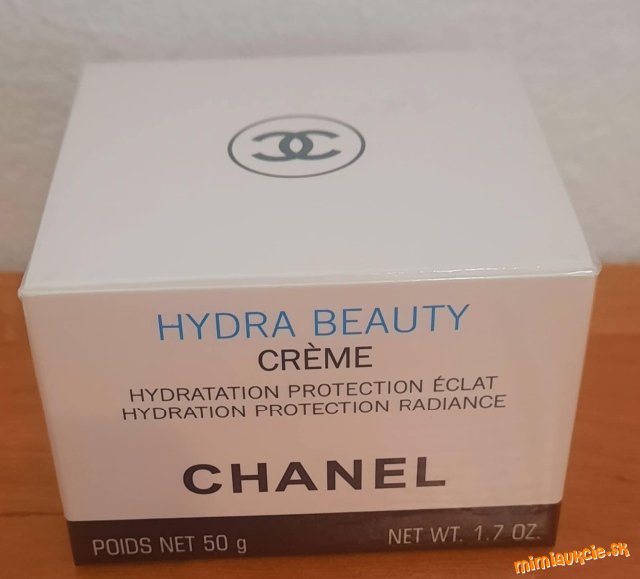 HYDRA BEAUTY
CRÈME
HYDRATATION PROTECTION ÉCLAT
HYDRATION PROTECTION RADIANCE
CHANEL
POIDS NET 50 g NET WT. 1.7 OZ.
mimiaukcie.sk